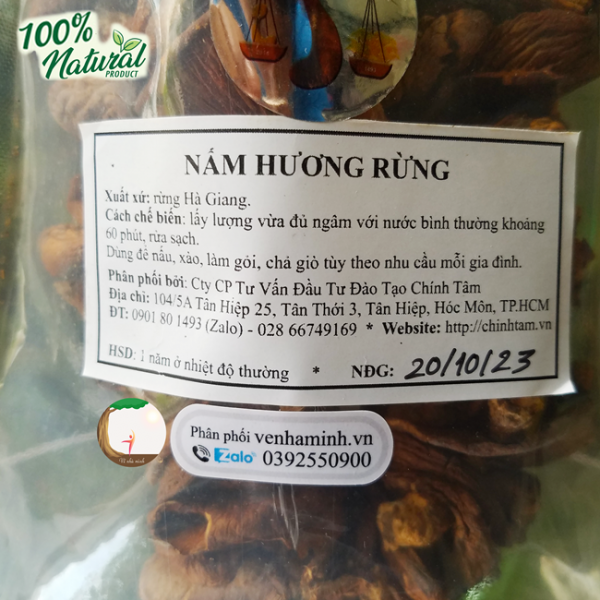 100%
Natural
PRODUCT
NẤM HƯƠNG RỪNG
Xuất xứ: rừng Hà Giang.
Cách chế biến: lấy lượng vừa đủ ngâm với nước bình thường khoảng
60 phút, rửa sạch.
Dùng để nấu, xào, làm gỏi, chả giò tùy theo nhu cầu mỗi gia đình.
Phân phối bởi: Cty CP Tư Vấn Đầu Tư Đào Tạo Chính Tâm
Địa chỉ: 104/5A Tân Hiệp 25, Tân Thới 3, Tân Hiệp, Hóc Môn, TP.HCM
ĐT: 0901 80 1493 (Zalo) - 028 66749169 * Website: http://chinhtam.vn
HSD: 1 năm ở nhiệt độ thường * NĐG: 20/10/23
Phân phối venhaminh.vn
Zalo 0392550900